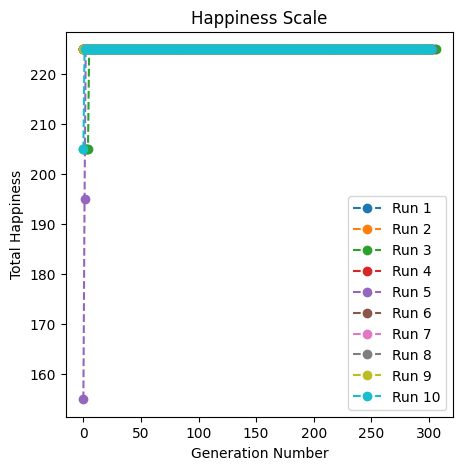 Happiness Scale
Total Happiness
220
210
200
190
180
170
160
0 50 100 150 200 250 300
Generation Number
Run 1
Run 2
Run 3
Run 4
Run 5
Run 6
Run 7
Run 8
Run 9
Run 10